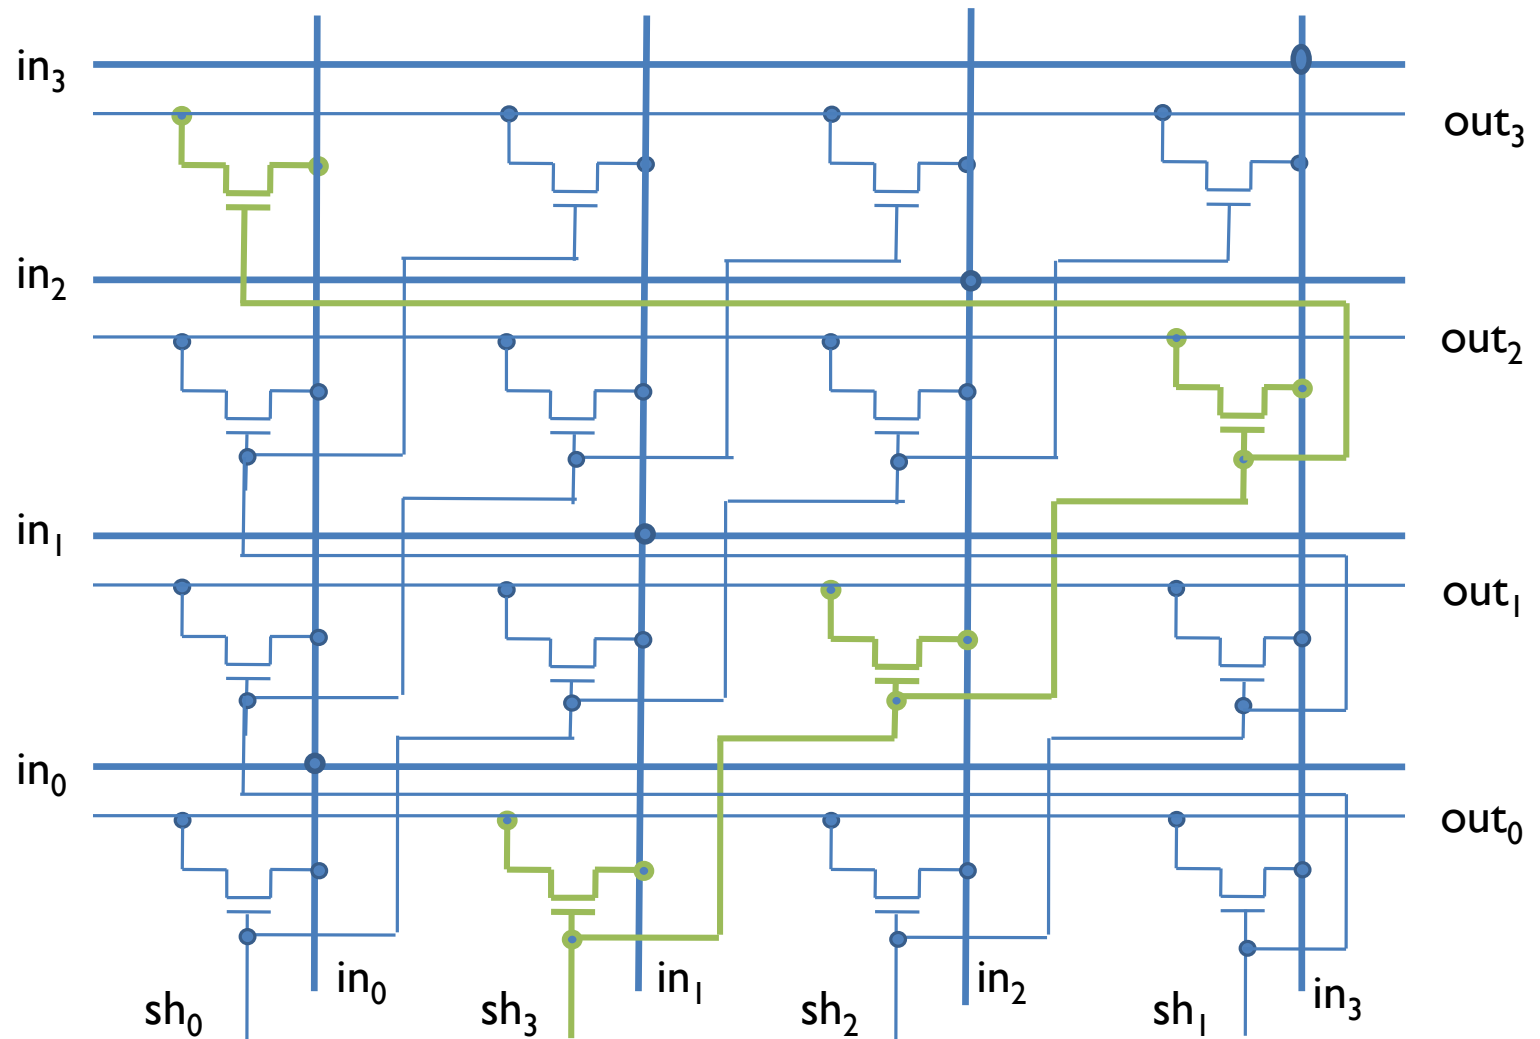 in₃
out₃
in₂
out₂
in₁
out₁
in₀
out₀
in₀
in₁
in₂
in₃
sh₀
sh₃
sh₂
sh₁